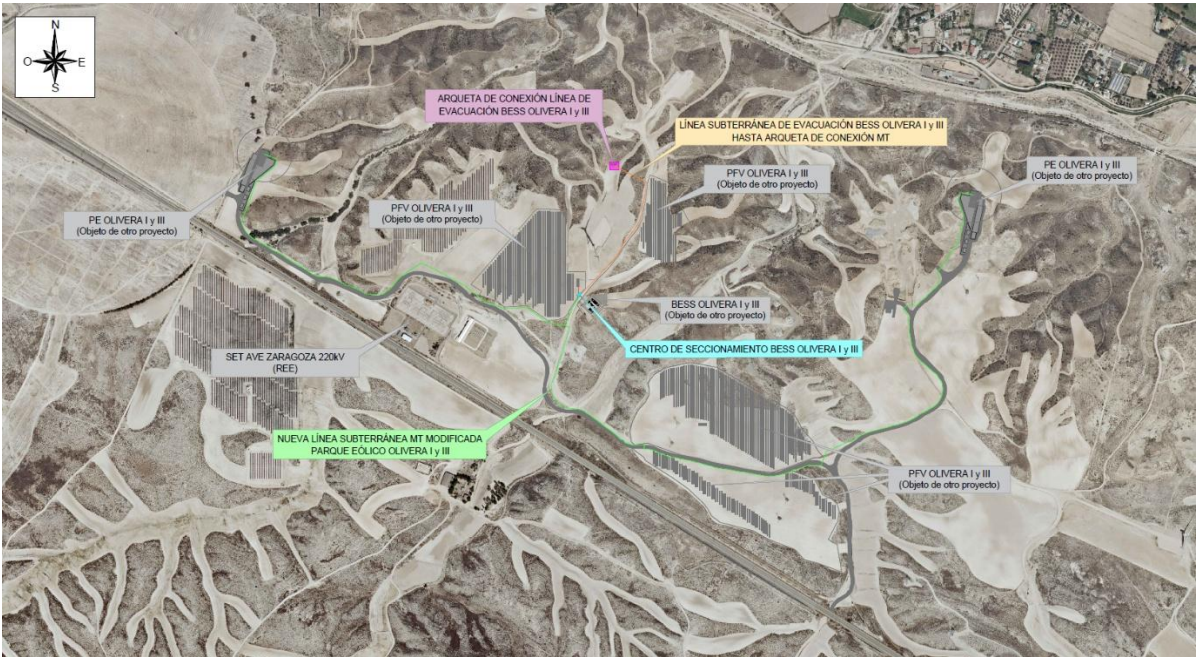 N
O
E
S
ARQUETA DE CONEXIÓN LÍNEA DE
EVACUACIÓN BESS OLIVERA I y III
LÍNEA SUBTERRÁNEA DE EVACUACIÓN BESS OLIVERA I y III
HASTA ARQUETA DE CONEXIÓN MT
PE OLIVERA I y III
(Objeto de otro proyecto)
PFV OLIVERA I y III
(Objeto de otro proyecto)
PFV OLIVERA I y III
(Objeto de otro proyecto)
PE OLIVERA I y III
(Objeto de otro proyecto)
BESS OLIVERA I y III
(Objeto de otro proyecto)
CENTRO DE SECCIONAMIENTO BESS OLIVERA I y III
SET AVE ZARAGOZA 220kV
(REE)
NUEVA LÍNEA SUBTERRÁNEA MT MODIFICADA
PARQUE EÓLICO OLIVERA I y III
PFV OLIVERA I y III
(Objeto de otro proyecto)